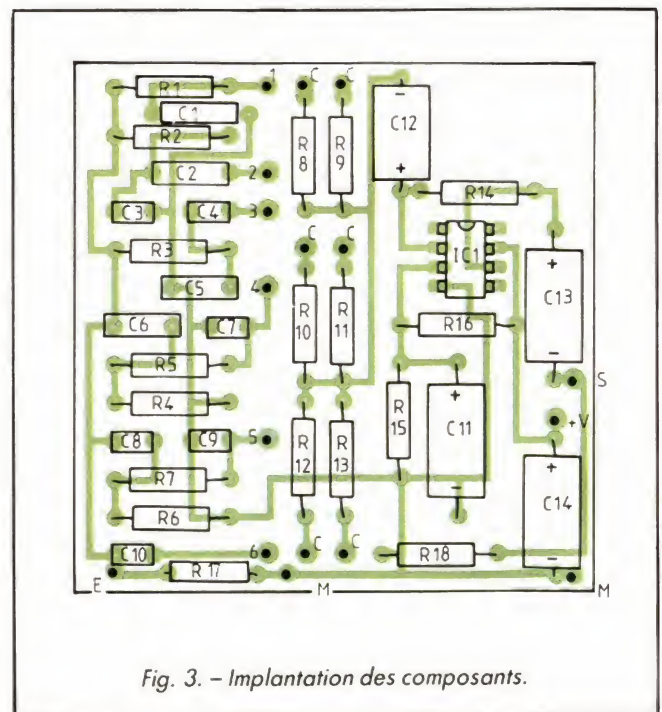 R1
1
C
C
C1
C12
R2
R 8
R 9
C2
2
R14
C3
C4
3
IC1
R3
C
C
C5
4
C13
C6
C7
R 10
R 11
R16
R5
S
R4
+V
R 15
C11
C8
C9
5
R 12
R 13
C14
R7
R6
C10
6
C
C
R18
R 17
E
M
M
Fig. 3. – Implantation des composants.